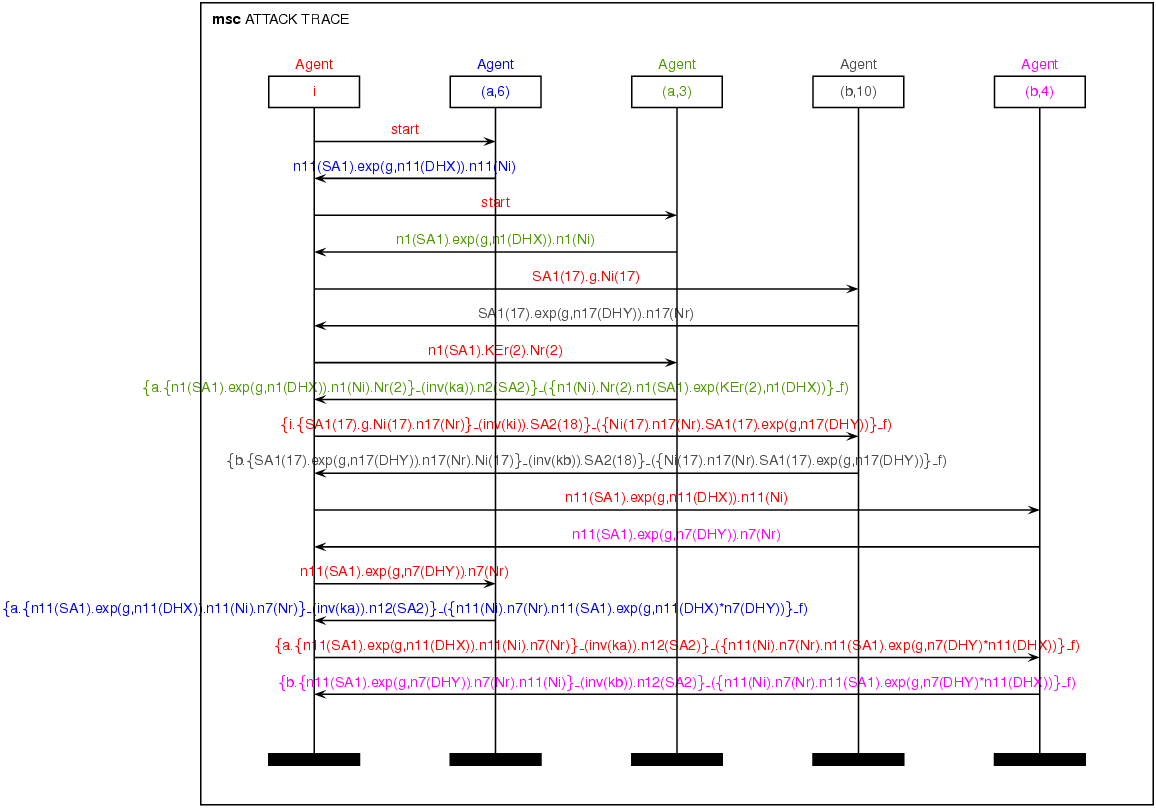 msc ATTACK TRACE
Agent Agent Agent Agent Agent
i (a,6) (a,3) (b,10) (b,4)
start
n11(SA1).exp(g,n11(DHX)).n11(Ni)
start
n1(SA1).exp(g,n1(DHX)).n1(Ni)
SA1(17).g.Ni(17)
SA1(17).exp(g,n17(DHY)).n17(Nr)
n1(SA1).KEr(2).Nr(2)
{a.{n1(SA1).exp(g,n1(DHX)).n1(Ni).Nr(2)}_(inv(ka)).n2(SA2)}_({n1(Ni).Nr(2).n1(SA1).exp(KEr(2),n1(DHX))}_f)
{i.{SA1(17).g.Ni(17).n17(Nr)}_(inv(ki)).SA2(18)}_({Ni(17).n17(Nr).SA1(17).exp(g,n17(DHY))}_f)
{b.{SA1(17).exp(g,n17(DHY)).n17(Nr).Ni(17)}_(inv(kb)).SA2(18)}_({Ni(17).n17(Nr).SA1(17).exp(g,n17(DHY))}_f)
n11(SA1).exp(g,n11(DHX)).n11(Ni)
n11(SA1).exp(g,n7(DHY)).n7(Nr)
n11(SA1).exp(g,n7(DHY)).n7(Nr)
{a.{n11(SA1).exp(g,n11(DHX)).n11(Ni).n7(Nr)}_(inv(ka)).n12(SA2)}_({n11(Ni).n7(Nr).n11(SA1).exp(g,n11(DHX)*n7(DHY))}_f)
{a.{n11(SA1).exp(g,n11(DHX)).n11(Ni).n7(Nr)}_(inv(ka)).n12(SA2)}_({n11(Ni).n7(Nr).n11(SA1).exp(g,n7(DHY)*n11(DHX))}_f)
{b.{n11(SA1).exp(g,n7(DHY)).n7(Nr).n11(Ni)}_(inv(kb)).n12(SA2)}_({n11(Ni).n7(Nr).n11(SA1).exp(g,n7(DHY)*n11(DHX))}_f)